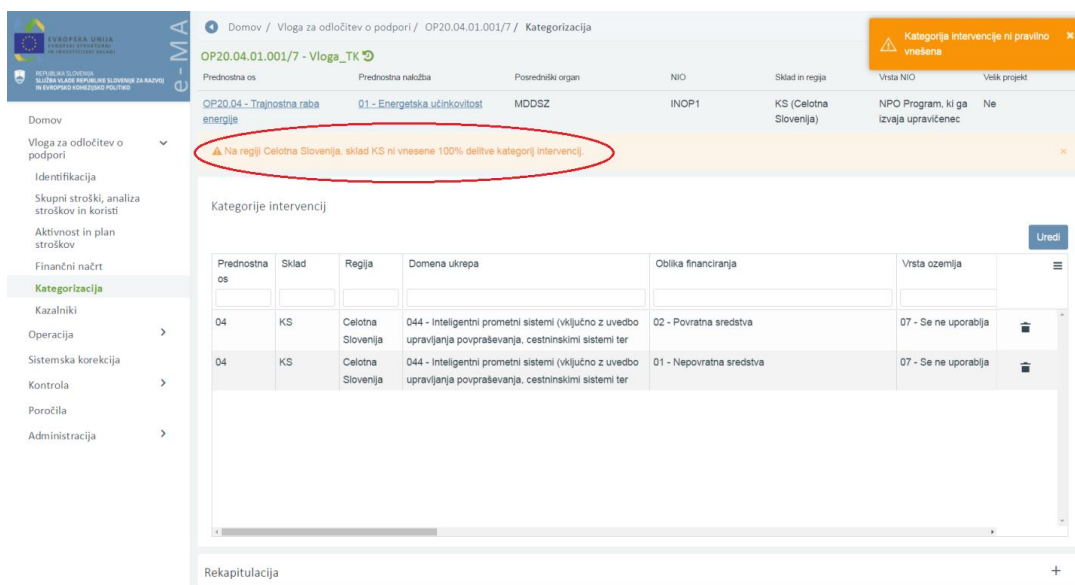 EVROPSKA UNIJA
EVROPSKI STRUKTURNI
IN INVESTICIJSKI SKLADI
REPUBLIKA SLOVENIJA
SLUŽBA VLADE REPUBLIKE SLOVENIJE ZA RAZVOJ
IN EVROPSKO KOHEZIJSKO POLITIKO
e-MA
Domov
Vloga za odločitev o
podpori
Identifikacija
Skupni stroški, analiza
stroškov in koristi
Aktivnost in plan
stroškov
Finančni načrt
Kategorizacija
Kazalniki
Operacija
Sistemska korekcija
Kontrola
Poročila
Administracija
Domov / Vloga za odločitev o podpori / OP20.04.01.001/7 / Kategorizacija
Kategorija intervencije ni pravilno
vnešena
OP20.04.01.001/7 - Vloga_TK
Prednostna os Prednostna naložba Posredniški organ NIO Sklad in regija Vrsta NIO Velik projekt
OP20.04 - Trajnostna raba 01 - Energetska učinkovitost MDDSZ INOP1 KS (Celotna NPO Program, ki ga Ne
energije Slovenija) izvaja upravičenec
Na regiji Celotna Slovenija, sklad KS ni vnesene 100% delitve kategorij intervencij.
Kategorije intervencij
Uredi
Prednostna Sklad Regija Domena ukrepa Oblika financiranja Vrsta ozemlja
os
04 KS Celotna 044 - Inteligentni prometni sistemi (vključno z uvedbo 02 - Povratna sredstva 07 - Se ne uporablja
Slovenija upravljanja povpraševanja, cestninskimi sistemi ter
04 KS Celotna 044 - Inteligentni prometni sistemi (vključno z uvedbo 01 - Nepovratna sredstva 07 - Se ne uporablja
Slovenija upravljanja povpraševanja, cestninskimi sistemi ter
Rekapitulacija